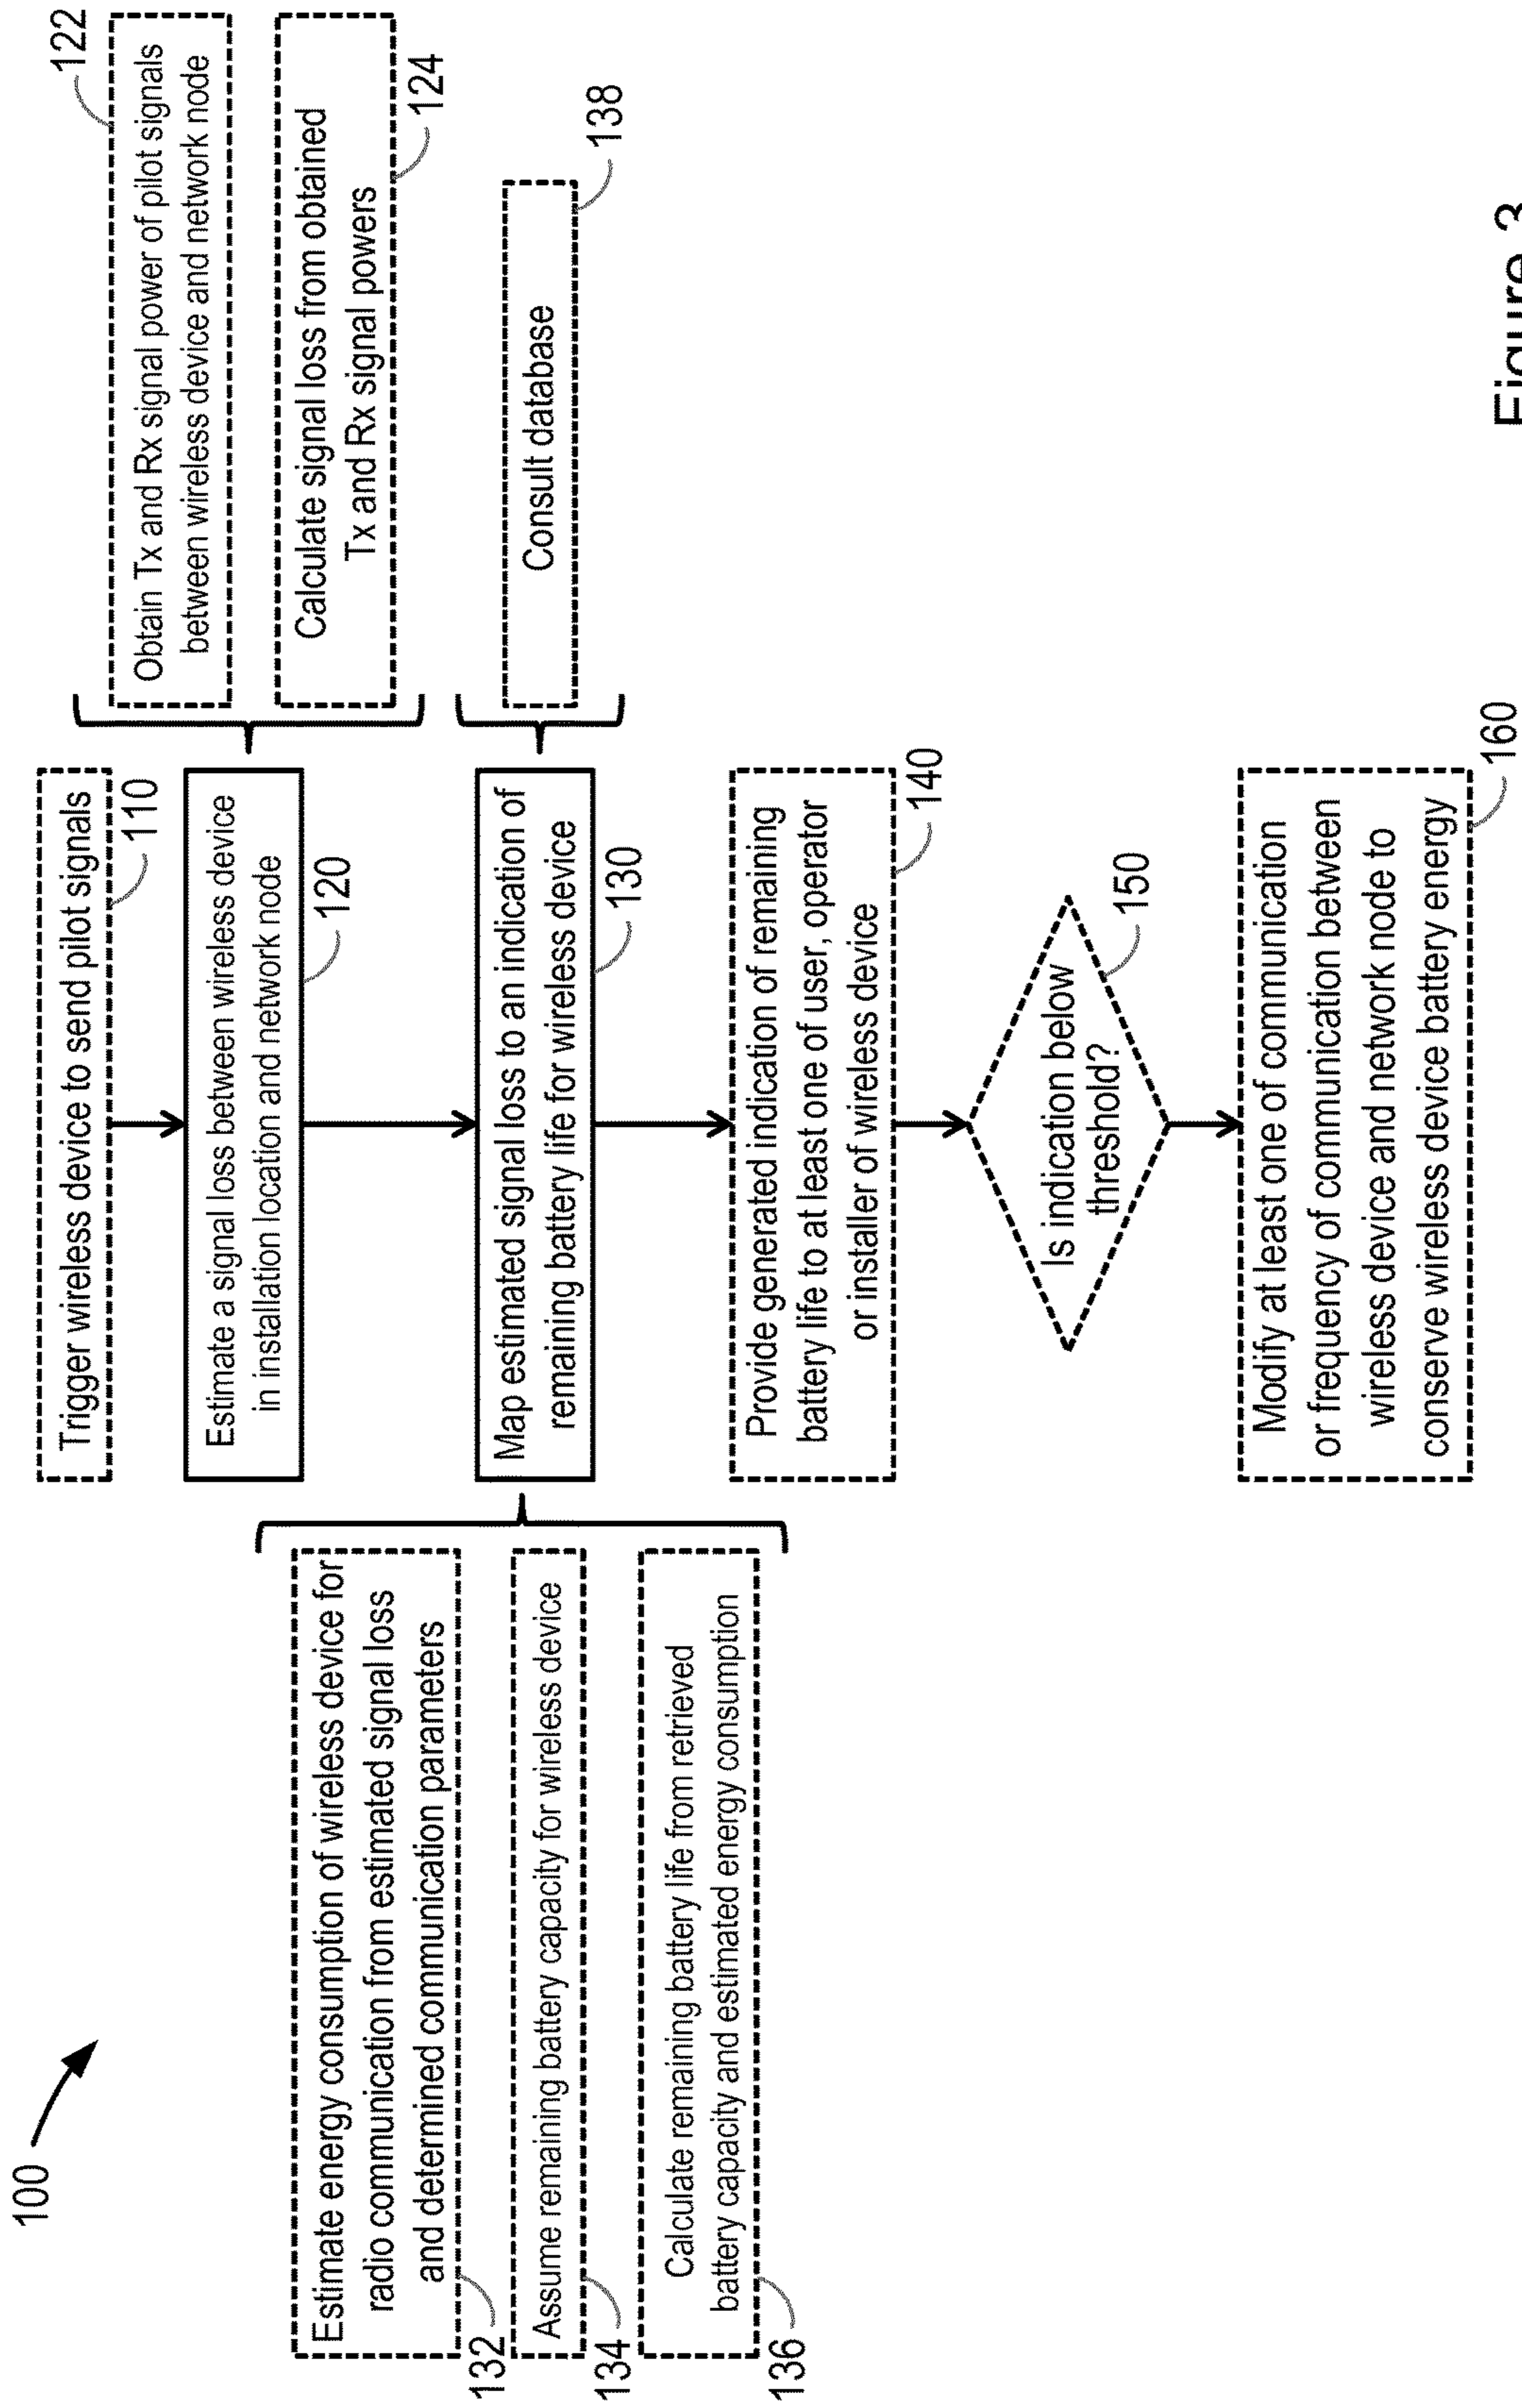 100
Trigger wireless device to send pilot signals
110
Estimate a signal loss between wireless device
in installation location and network node
120
Obtain Tx and Rx signal power of pilot signals
between wireless device and network node
122
Calculate signal loss from obtained
Tx and Rx signal powers
124
Map estimated signal loss to an indication of
remaining battery life for wireless device
130
Estimate energy consumption of wireless device for
radio communication from estimated signal loss
and determined communication parameters
132
Assume remaining battery capacity for wireless device
134
Calculate remaining battery life from retrieved
battery capacity and estimated energy consumption
136
Consult database
138
Provide generated indication of remaining
battery life to at least one of user, operator
or installer of wireless device
140
Is indication below
threshold?
150
Modify at least one of communication
or frequency of communication between
wireless device and network node to
conserve wireless device battery energy
160
Figure 3